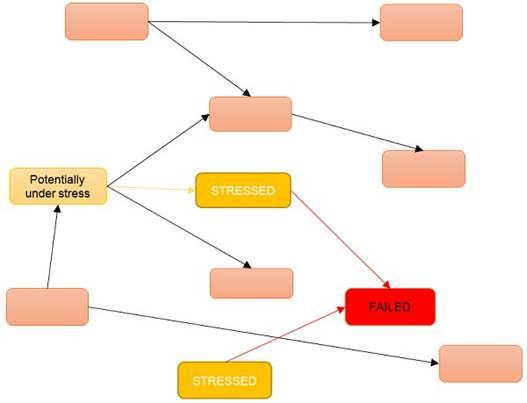 Potentially
under stress
STRESSED
FAILED
STRESSED